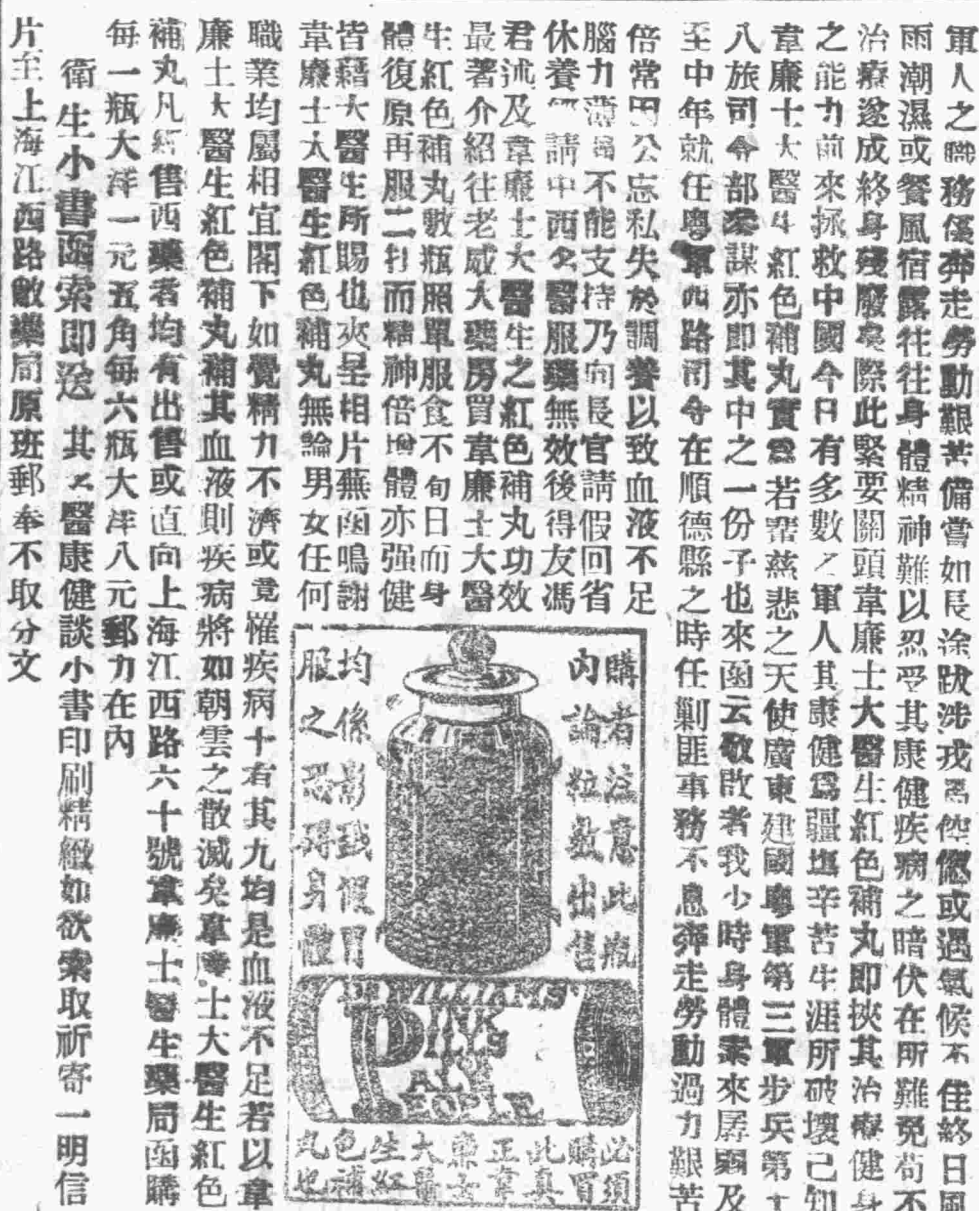 軍人之職務僕奔走勞動艱苦備嘗如長途跋涉戎馬倥傯或遇氣候不佳終日風
雨潮濕或餐風宿露往往身體精神難以忍受其康健疾病之暗伏在所難免苟不
治療遂成終身殘廢矣際此緊要關頭韋廉士大醫生紅色補丸即挾其治療健身
之能力前來拯救中國今日有多數之軍人其康健爲疆塲辛苦生涯所破壞已知
韋廉士大醫生紅色補丸實爲若輩慈悲之天使廣東建國粵軍第三軍步兵第十
八旅司令部參謀亦即其中之一份子也來函云敬啟者我少時身體素來孱弱及
至中年就任粵軍四路司令在順德縣之時任剿匪事務不息奔走勞動過力艱苦
倍常因公忘私失於調養以致血液不足
腦力薄弱不能支持乃向長官請假回省
休養 請中西名醫服藥無效後得友馮
君述及韋廉士大醫生之紅色補丸功效
最著介紹往老威大藥房買韋廉士大醫
生紅色補丸數瓶照單服食不旬日而身
體復原再服二打而精神倍增體亦强健
皆藉大醫生所賜也夾呈相片蕪函鳴謝
韋廉士大醫生紅色補丸無論男女任何
職業均屬相宜閣下如覺精力不濟或竟罹疾病十有其九均是血液不足若以韋
廉士大醫生紅色補丸補其血液則疾病將如朝雲之散滅矣韋廉士大醫生紅色
補丸凡經售西藥者均有出售或直向上海江西路六十號韋廉士醫生藥局函購
每一瓶大洋一元五角每六瓶大洋八元郵力在內
衛生小書函索即送 其大醫康健談小書印刷精緻如欲索取祈寄一明信
片至上海江西路敝藥局原班郵奉不取分文
購者注意此瓶
內論粒數出售
均係影戤假冒
服之恐碍身體
DR WILLIAMS'
PINK
PILLS
PALE
PEOPLE
必須
購買
此真
正韋
廉士
大醫
生紅
色補
丸也